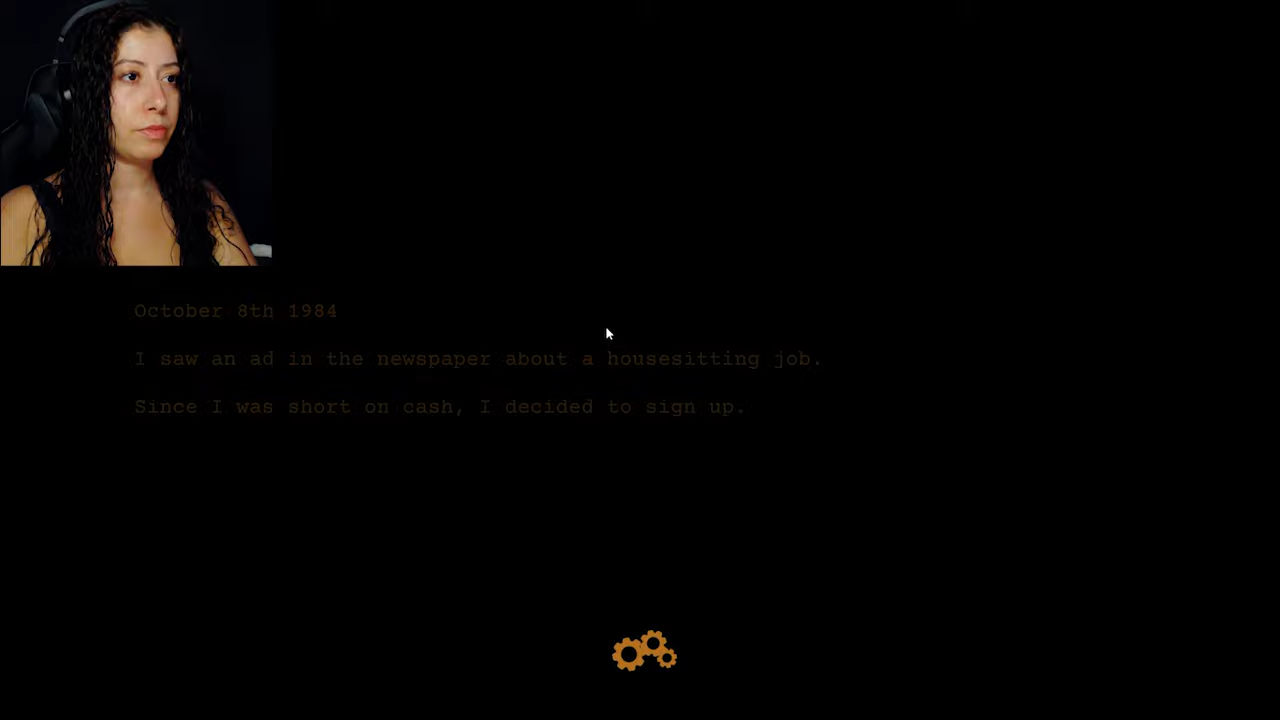 October 8th 1984
I saw an ad in the newspaper about a housesitting job.
Since I was short on cash, I decided to sign up.